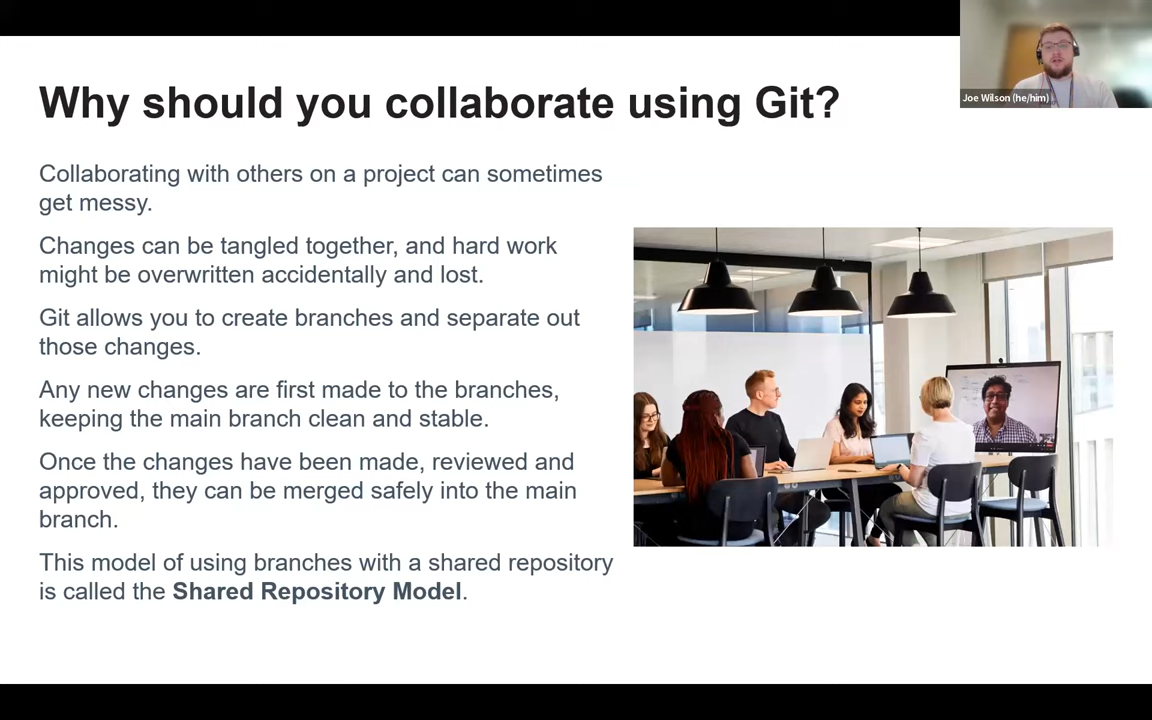 Why should you collaborate using Git?
Joe Wilson (he/him)
Collaborating with others on a project can sometimes
get messy.
Changes can be tangled together, and hard work
might be overwritten accidentally and lost.
Git allows you to create branches and separate out
those changes.
Any new changes are first made to the branches,
keeping the main branch clean and stable.
Once the changes have been made, reviewed and
approved, they can be merged safely into the main
branch.
This model of using branches with a shared repository
is called the Shared Repository Model.